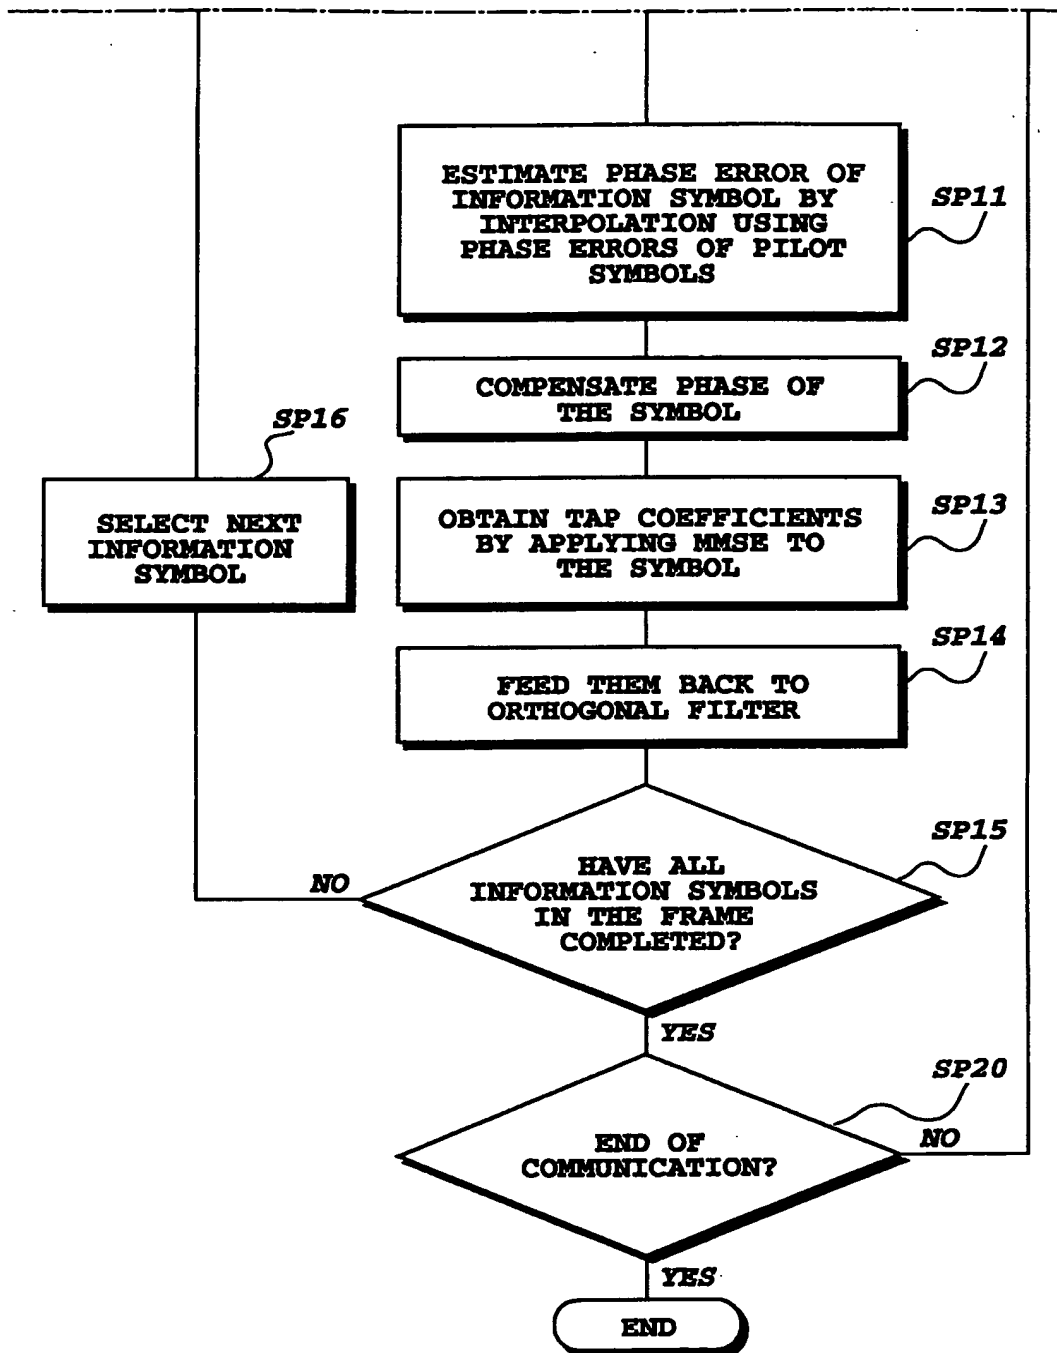 ESTIMATE PHASE ERROR OF
INFORMATION SYMBOL BY
INTERPOLATION USING
PHASE ERRORS OF PILOT
SYMBOLS
SP11
COMPENSATE PHASE OF
THE SYMBOL
SP12
SP16
SELECT NEXT
INFORMATION
SYMBOL
OBTAIN TAP COEFFICIENTS
BY APPLYING MMSE TO
THE SYMBOL
SP13
FEED THEM BACK TO
ORTHOGONAL FILTER
SP14
HAVE ALL
INFORMATION SYMBOLS
IN THE FRAME
COMPLETED?
SP15
NO
YES
END OF
COMMUNICATION?
SP20
NO
YES
END